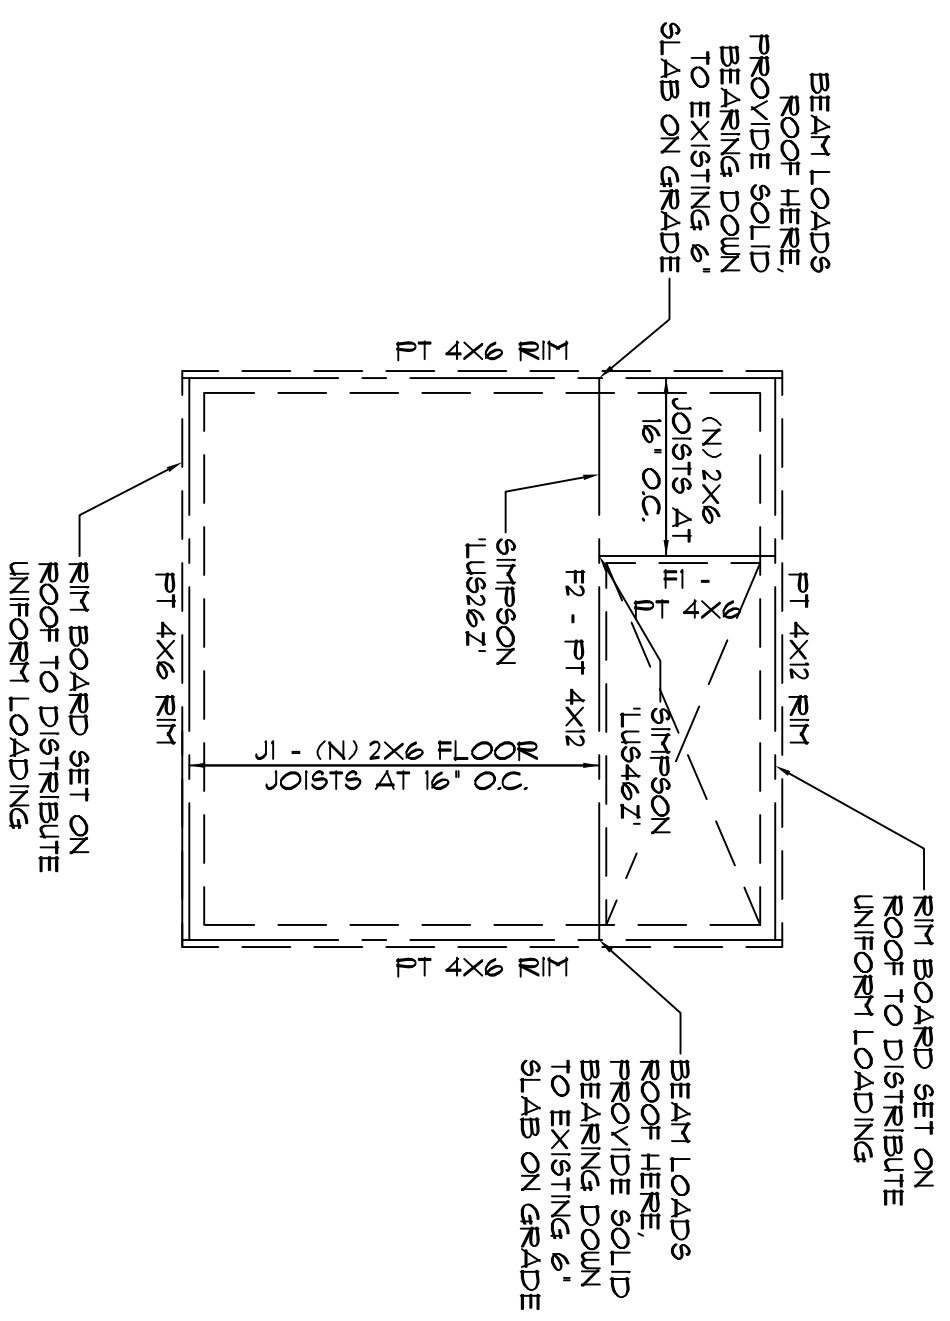 BEAM LOADS
ROOF HERE,
PROVIDE SOLID
BEARING DOWN
TO EXISTING 6"
SLAB ON GRADE
PT 4X6 RIM
(N) 2X6
JOISTS AT
16" O.C.
SIMPSON
'LUS26Z'
F1 -
PT 4X6
PT 4X12 RIM
F2 - PT 4X12
SIMPSON
'LUS46Z'
PT 4X6 RIM
RIM BOARD SET ON
ROOF TO DISTRIBUTE
UNIFORM LOADING
J1 - (N) 2X6 FLOOR
JOISTS AT 16" O.C.
RIM BOARD SET ON
ROOF TO DISTRIBUTE
UNIFORM LOADING
PT 4X6 RIM
BEAM LOADS
ROOF HERE,
PROVIDE SOLID
BEARING DOWN
TO EXISTING 6"
SLAB ON GRADE